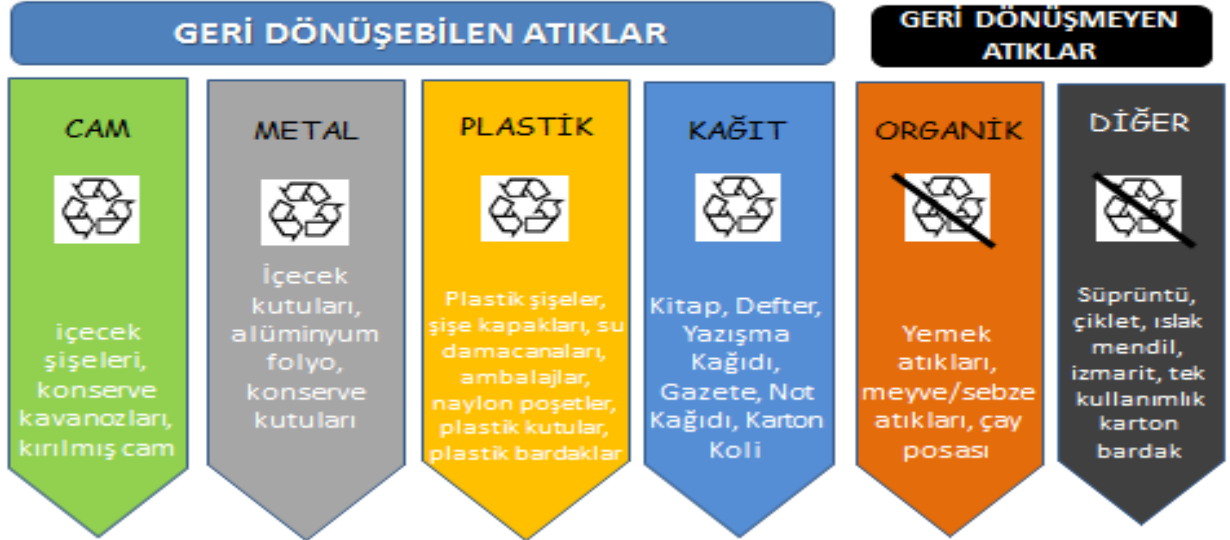 GERİ DÖNÜŞEBİLEN ATIKLAR
GERİ DÖNÜŞMEYEN
ATIKLAR
CAM
içecek
şişeleri,
konserve
kavanozları,
kırılmış cam
METAL
İçecek
kutuları,
alüminyum
folyo,
konserve
kutuları
PLASTİK
Plastik şişeler,
şişe kapakları, su
damacanaları,
ambalajlar,
naylon poşetler,
plastik kutular,
plastik bardaklar
KAĞIT
Kitap, Defter,
Yazışma
Kağıdı,
Gazete, Not
Kağıdı, Karton
Koli
ORGANİK
Yemek
atıkları,
meyve/sebze
atıkları, çay
posası
DİĞER
Süprüntü,
çiklet, ıslak
mendil,
izmarit, tek
kullanımlık
karton
bardak